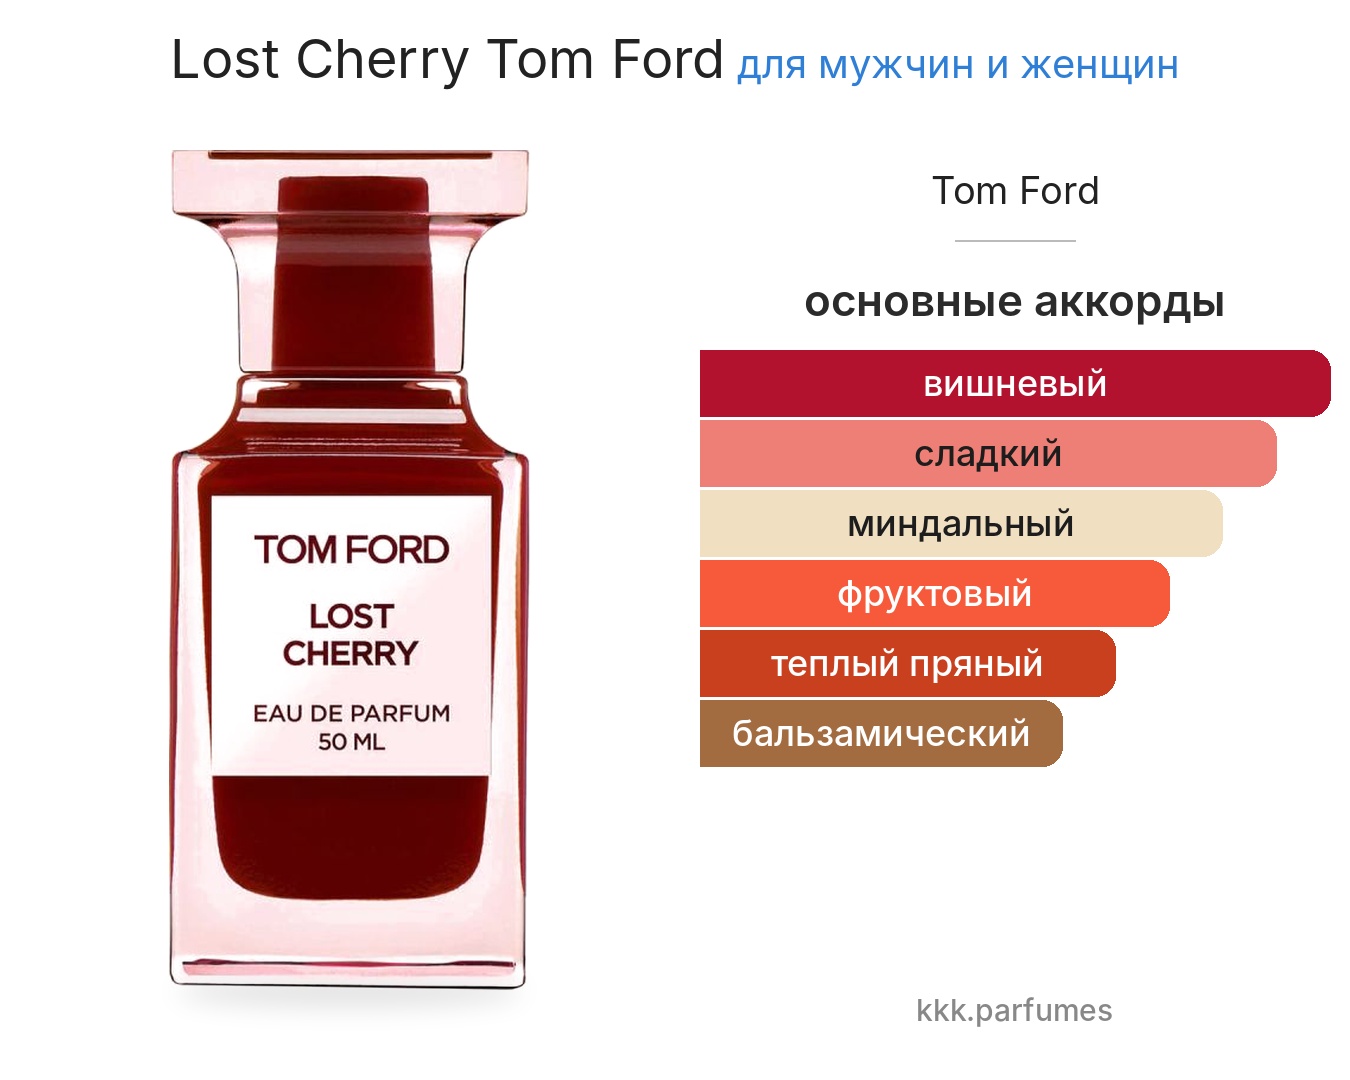 Lost Cherry Tom Ford для мужчин и женщин
TOM FORD
LOST
CHERRY
EAU DE PARFUM
50 ML
Tom Ford
основные аккорды
вишневый
сладкий
миндальный
фруктовый
теплый пряный
бальзамический
kkk.parfumes